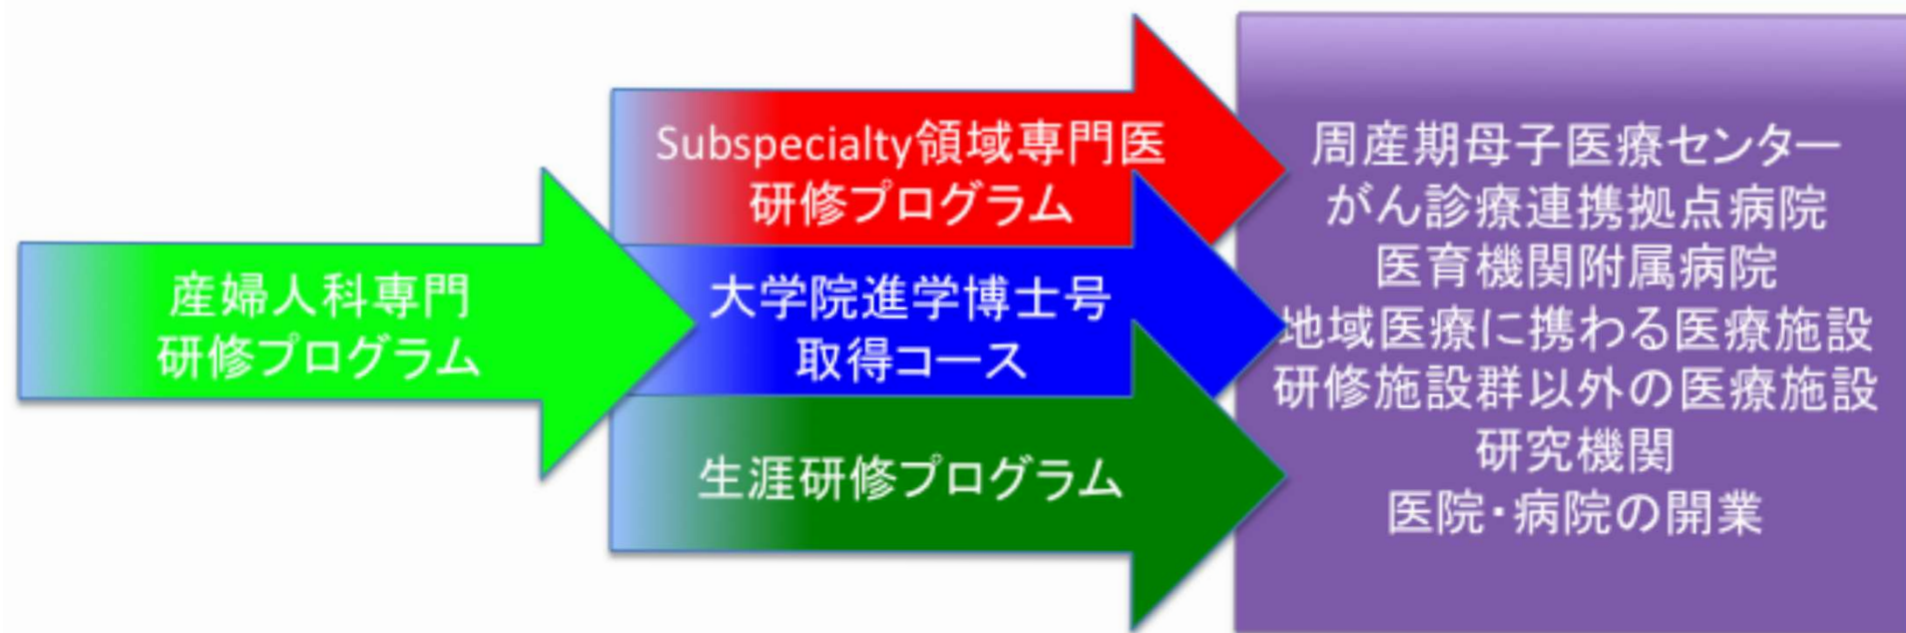 産婦人科専門
研修プログラム
Subspecialty領域専門医
研修プログラム
大学院進学博士号
取得コース
生涯研修プログラム
周産期母子医療センター
がん診療連携拠点病院
医育機関附属病院
地域医療に携わる医療施設
研修施設群以外の医療施設
研究機関
医院・病院の開業